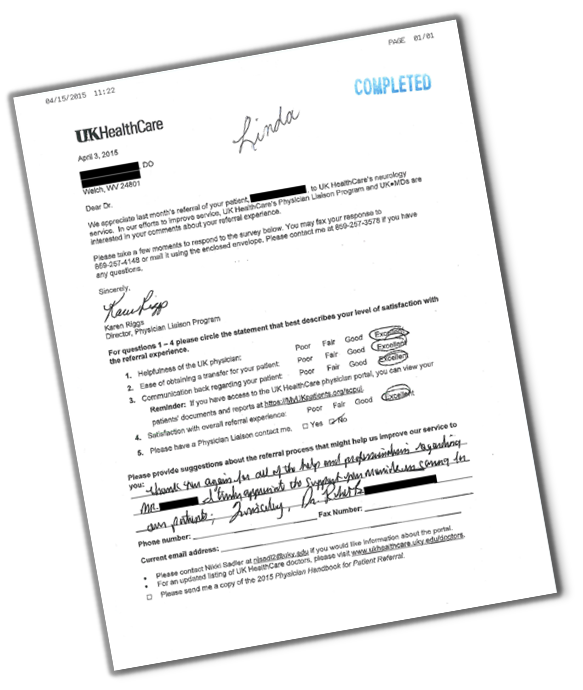 PAGE 01/01
04/15/2015 11:22
COMPLETED
UKHealthCare
Linda
April 3, 2015
, DO
Welch, WV 24801
Dear Dr.
We appreciate last month's referral of your patient, , to UK HealthCare's neurology
service. In our efforts to improve service, UK HealthCare's Physician Liaison Program and UK•MDs are
interested in your comments about your referral experience.
Please take a few moments to respond to the survey below. You may fax your response to
859-257-4148 or mail it using the enclosed envelope. Please contact me at 859-257-3578 if you have
any questions.
Sincerely,
Karen Riggs
Karen Riggs
Director, Physician Liaison Program
For questions 1 – 4 please circle the statement that best describes your level of satisfaction with
the referral experience.
1. Helpfulness of the UK physician: Poor Fair Good Excellent
2. Ease of obtaining a transfer for your patient: Poor Fair Good Excellent
3. Communication back regarding your patient: Poor Fair Good Excellent
Reminder: If you have access to the UK HealthCare physician portal, you can view your
patients' documents and reports at https://MyUKpatients.org/scpul.
4. Satisfaction with overall referral experience: Poor Fair Good Excellent
5. Please have a Physician Liaison contact me. □ Yes □ No
Please provide suggestions about the referral process that might help us improve our service to
you: Thank you again for all of the help and professionalism regarding
Mr. I truly appreciate the support you provide us caring for
our patients; Sincerely, Dr.
Phone number: Fax Number:
Current email address:
• Please contact Nikki Sadler at if you would like information about the portal.
• For an updated listing of UK HealthCare doctors, please visit www.ukhealthcare.uky.edu/doctors.
□ Please send me a copy of the 2015 Physician Handbook for Patient Referral.